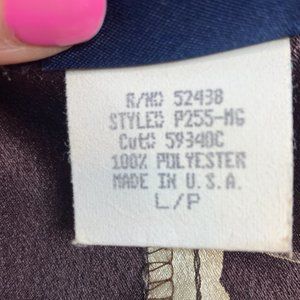 R/N@ 52438
STYLE@ P255-MG
Cut@ 59340C
100% POLYESTER
MADE IN U.S.A.
L/P